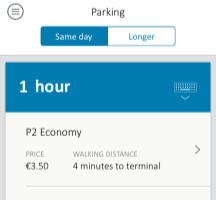 Parking
Same day Longer
1 hour
P2 Economy
PRICE WALKING DISTANCE
€3.50 4 minutes to terminal